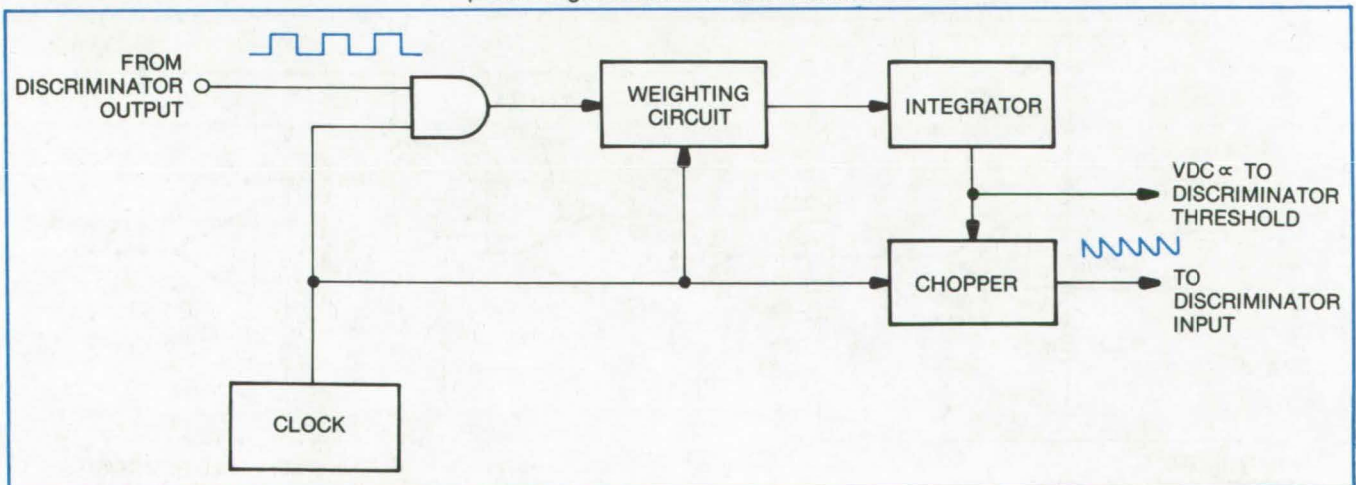 FROM
DISCRIMINATOR
OUTPUT
WEIGHTING
CIRCUIT
INTEGRATOR
VDC ∝ TO
DISCRIMINATOR
THRESHOLD
CHOPPER
TO
DISCRIMINATOR
INPUT
CLOCK